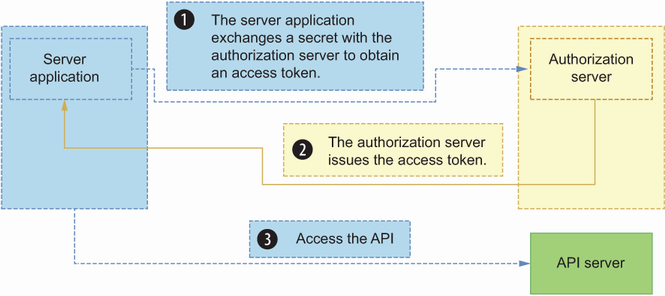 1
The server application
exchanges a secret with the
authorization server to obtain
an access token.
Server
application
Authorization
server
2
The authorization server
issues the access token.
3
Access the API
API server